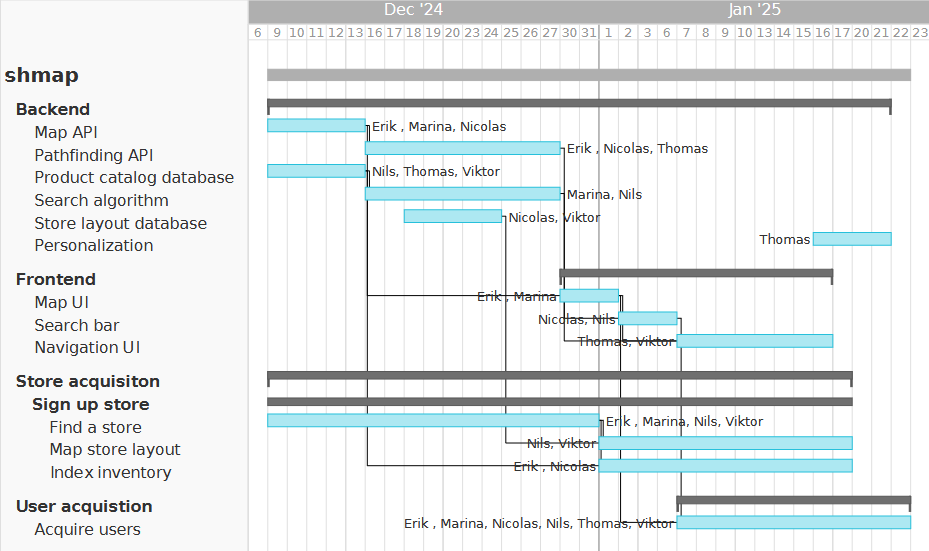 Dec '24 Jan '25
6 9 10 11 12 13 16 17 18 19 20 23 24 25 26 27 30 31 1 2 3 6 7 8 9 10 13 14 15 16 17 20 21 22 23
shmap
Backend
Map API Erik , Marina, Nicolas
Pathfinding API Erik , Nicolas, Thomas
Product catalog database Nils, Thomas, Viktor
Search algorithm Marina, Nils
Store layout database Nicolas, Viktor
Personalization Thomas
Frontend
Map UI Erik , Marina
Search bar Nicolas, Nils
Navigation UI Thomas, Viktor
Store acquisiton
Sign up store
Find a store Erik , Marina, Nils, Viktor
Map store layout Nils, Viktor
Index inventory Erik , Nicolas
User acquistion
Acquire users Erik , Marina, Nicolas, Nils, Thomas, Viktor